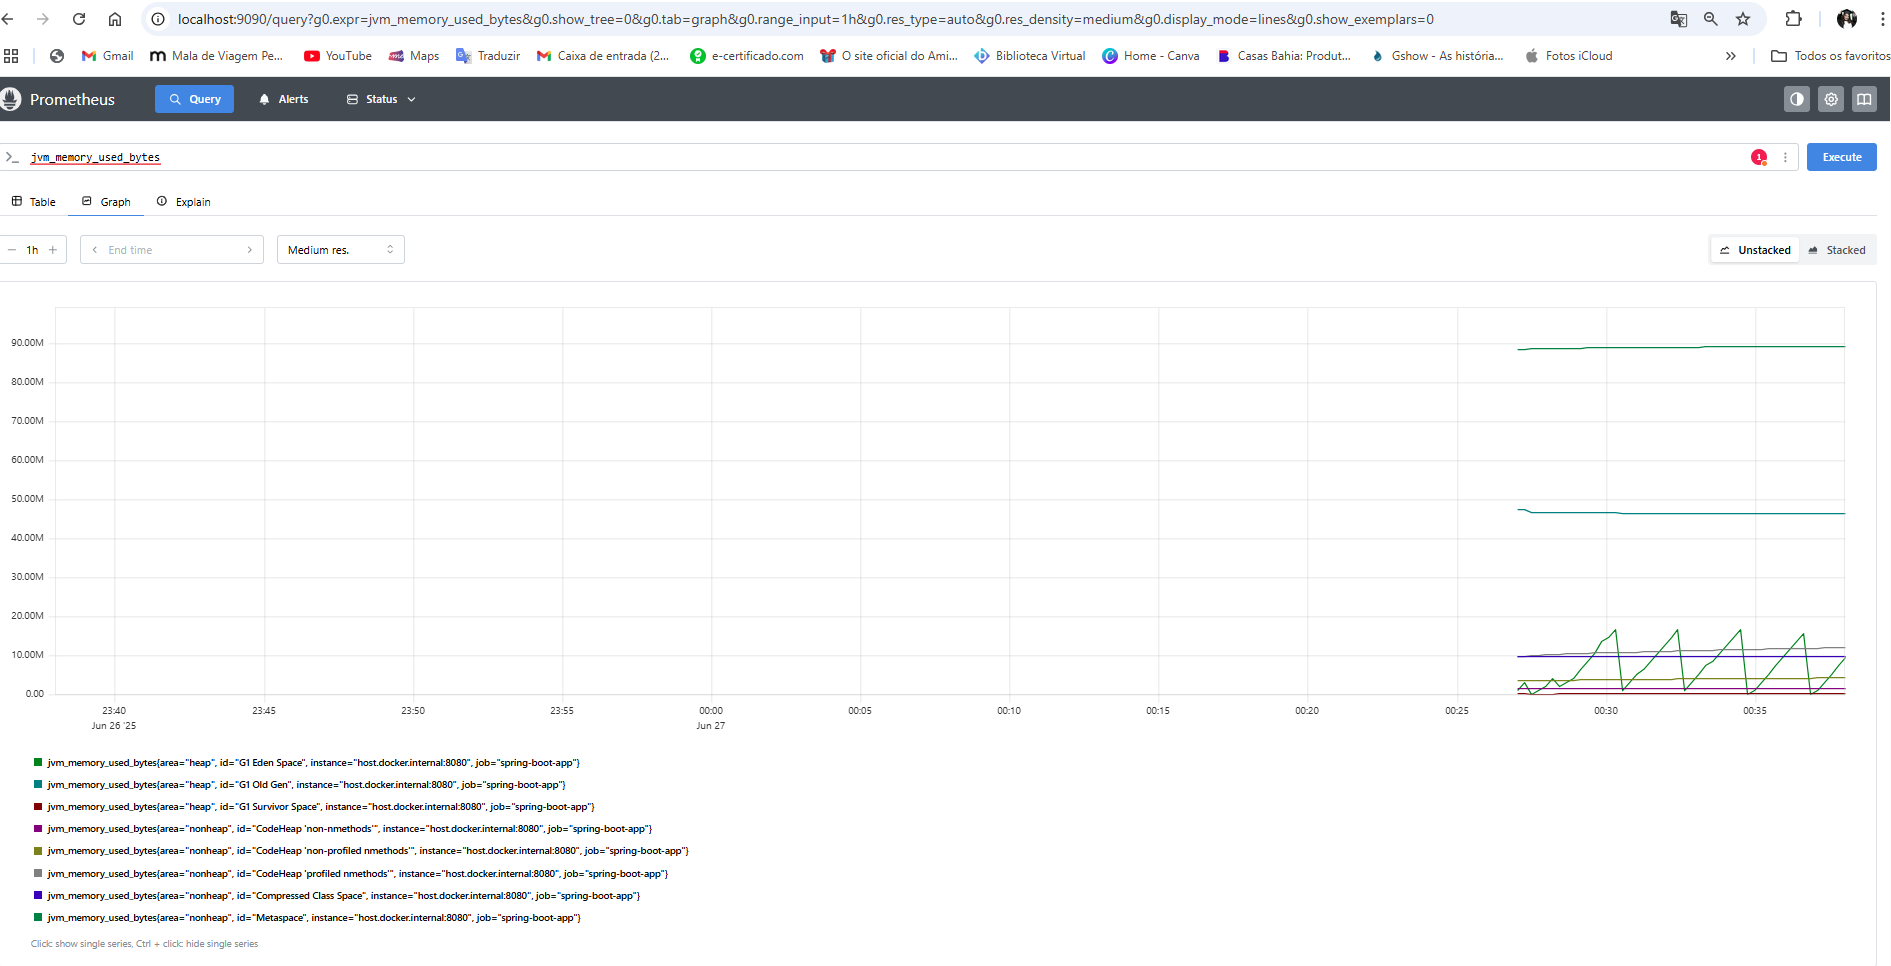 localhost:9090/query?g0.expr=jvm_memory_used_bytes&g0.show_tree=0&g0.tab=graph&g0.range_input=1h&g0.res_type=auto&g0.res_density=medium&g0.display_mode=lines&g0.show_exemplars=0
Gmail Mala de Viagem Pe... YouTube Maps Traduzir Caixa de entrada (2... e-certificado.com O site oficial do Ami... Biblioteca Virtual Home - Canva Casas Bahia: Produt... Gshow - As história... Fotos iCloud » Todos os favoritos
Prometheus Query Alerts Status
>_ jvm_memory_used_bytes 1 Execute
Table Graph Explain
− 1h + < End time > Medium res. Unstacked Stacked
90.00M
80.00M
70.00M
60.00M
50.00M
40.00M
30.00M
20.00M
10.00M
0.00
23:40 23:45 23:50 23:55 00:00 00:05 00:10 00:15 00:20 00:25 00:30 00:35
Jun 26 '25 Jun 27
jvm_memory_used_bytes{area="heap", id="G1 Eden Space", instance="host.docker.internal:8080", job="spring-boot-app"}
jvm_memory_used_bytes{area="heap", id="G1 Old Gen", instance="host.docker.internal:8080", job="spring-boot-app"}
jvm_memory_used_bytes{area="heap", id="G1 Survivor Space", instance="host.docker.internal:8080", job="spring-boot-app"}
jvm_memory_used_bytes{area="nonheap", id="CodeHeap 'non-nmethods'", instance="host.docker.internal:8080", job="spring-boot-app"}
jvm_memory_used_bytes{area="nonheap", id="CodeHeap 'non-profiled nmethods'", instance="host.docker.internal:8080", job="spring-boot-app"}
jvm_memory_used_bytes{area="nonheap", id="CodeHeap 'profiled nmethods'", instance="host.docker.internal:8080", job="spring-boot-app"}
jvm_memory_used_bytes{area="nonheap", id="Compressed Class Space", instance="host.docker.internal:8080", job="spring-boot-app"}
jvm_memory_used_bytes{area="nonheap", id="Metaspace", instance="host.docker.internal:8080", job="spring-boot-app"}
Click: show single series, Ctrl + click: hide single series